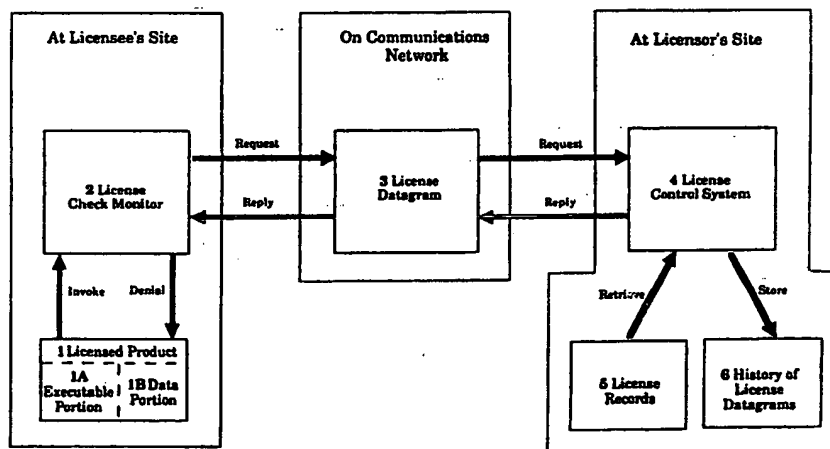 At Licensee's Site
On Communications
Network
At Licensor's Site
Request
Request
2 License
Check Monitor
3 License
Datagram
4 License
Control System
Reply
Reply
Invoke
Denial
Retrieve
Store
1 Licensed Product
1A
Executable
Portion
1B Data
Portion
5 License
Records
6 History of
License
Datagrams